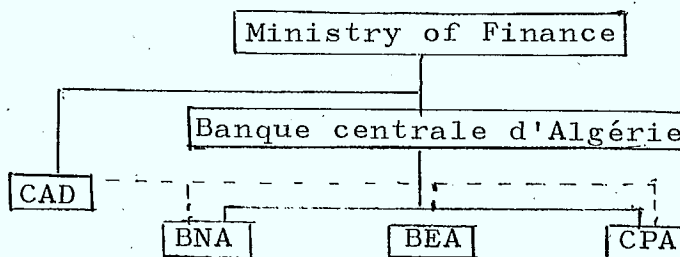 Ministry of Finance
Banque centrale d'Algérie
CAD
BNA BEA CPA